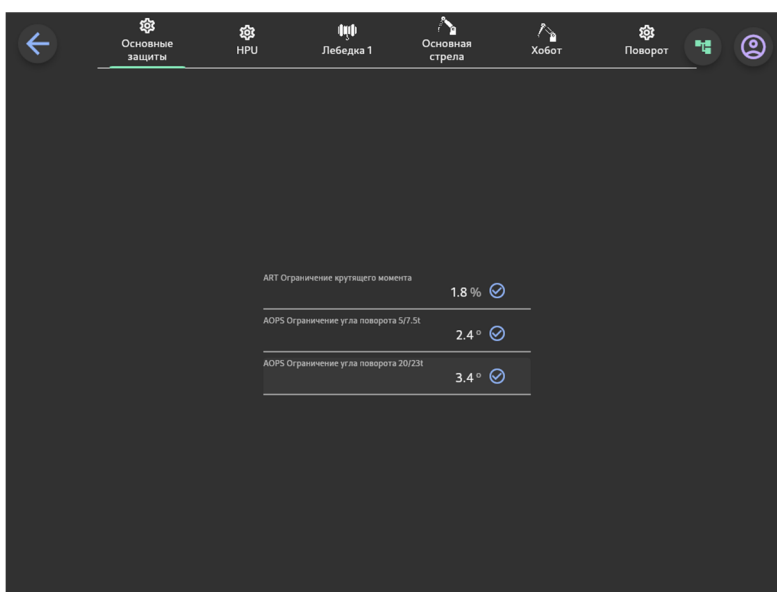 Основные
защиты
HPU
Лебедка 1
Основная
стрела
Хобот
Поворот
ART Ограничение крутящего момента
1.8 %
AOPS Ограничение угла поворота 5/7.5t
2.4 °
AOPS Ограничение угла поворота 20/23t
3.4 °